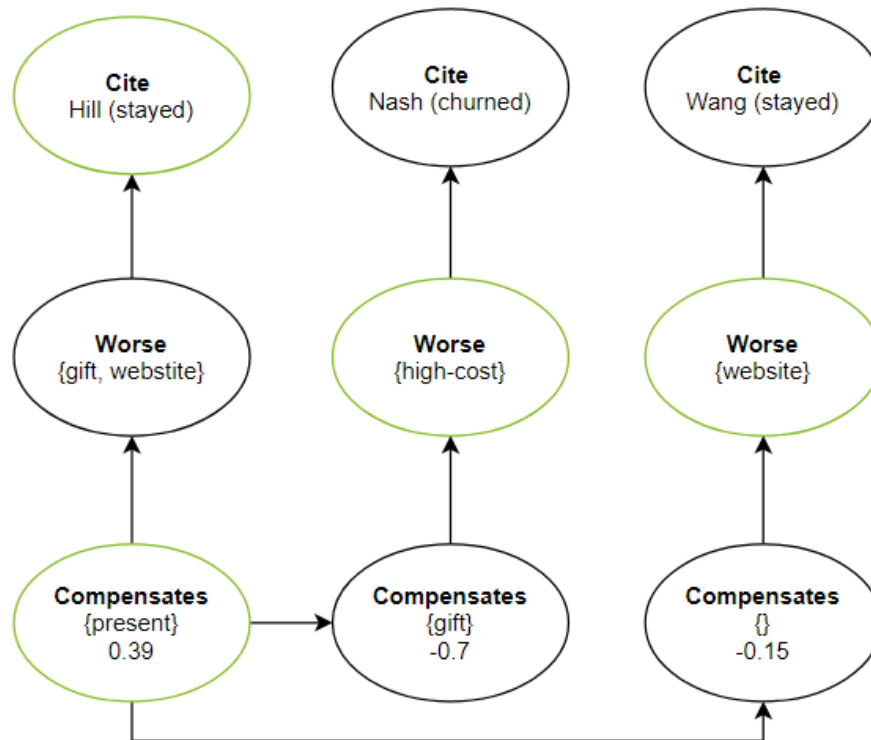 Cite
Hill (stayed)
Cite
Nash (churned)
Cite
Wang (stayed)
Worse
{gift, webstite}
Worse
{high-cost}
Worse
{website}
Compensates
{present}
0.39
Compensates
{gift}
-0.7
Compensates
{}
-0.15